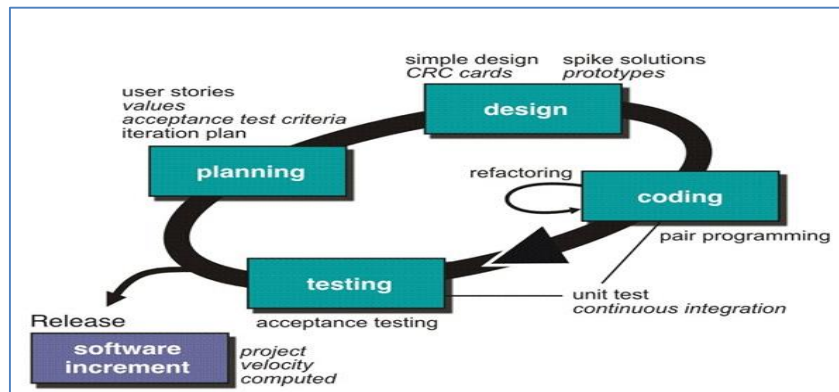 simple design
CRC cards
spike solutions
prototypes
user stories
values
acceptance test criteria
iteration plan
design
planning
refactoring
coding
pair programming
testing
unit test
continuous integration
acceptance testing
Release
software
increment
project
velocity
computed